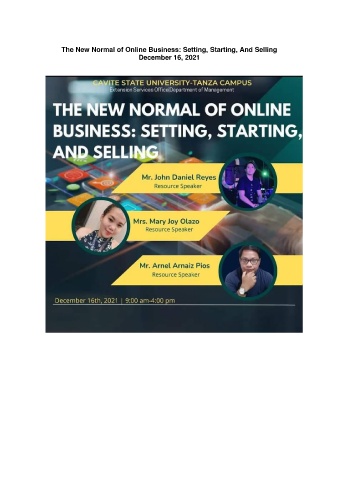 The New Normal of Online Business: Setting, Starting, And Selling
December 16, 2021
CAVITE STATE UNIVERSITY-TANZA CAMPUS
Extension Services Office/Department of Management
THE NEW NORMAL OF ONLINE
BUSINESS: SETTING, STARTING,
AND SELLING
Mr. John Daniel Reyes
Resource Speaker
Mrs. Mary Joy Olazo
Resource Speaker
Mr. Arnel Arnaiz Pios
Resource Speaker
December 16th, 2021 | 9:00 am-4:00 pm